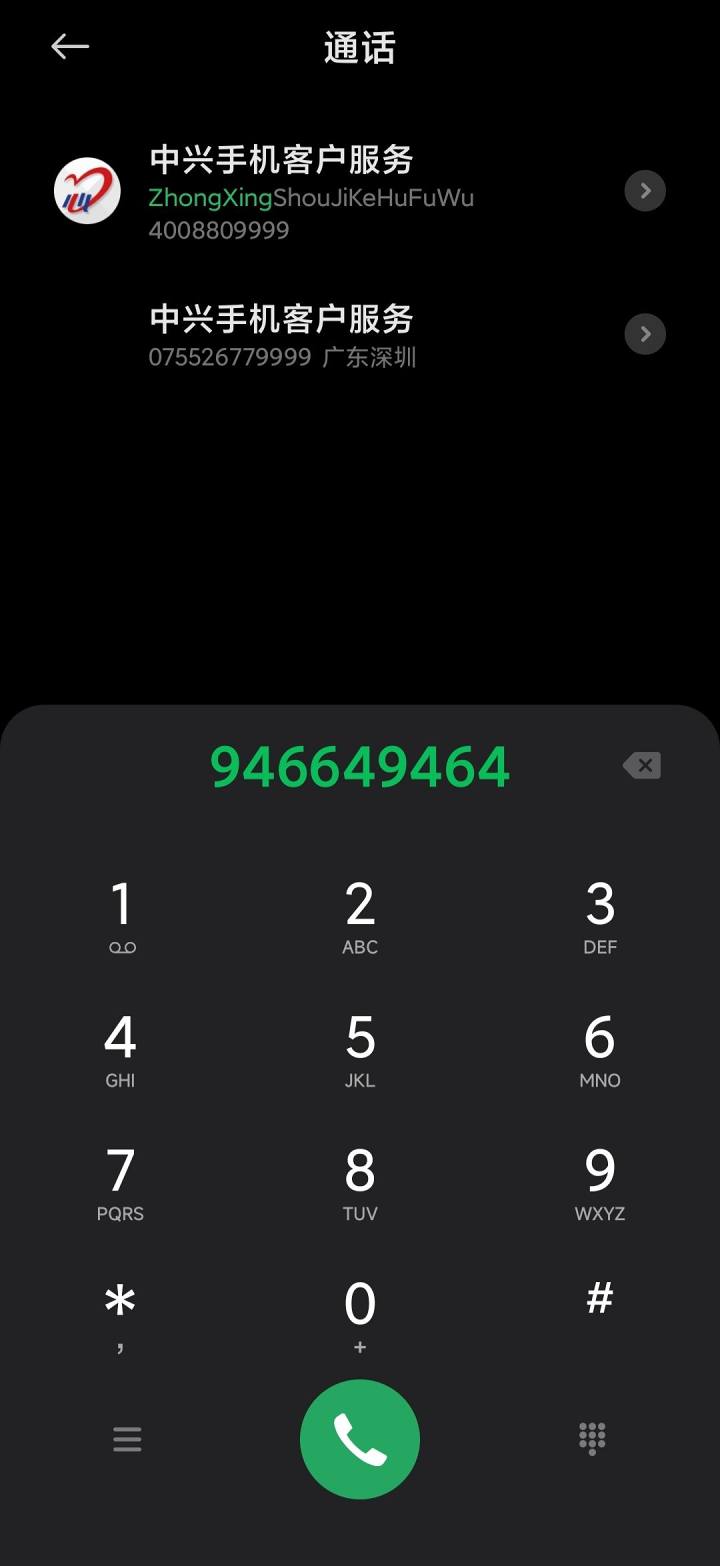 通话
中兴手机客户服务
ZhongXingShouJiKeHuFuWu
4008809999
中兴手机客户服务
075526779999 广东深圳
946649464
1 2 3
ABC DEF
4 5 6
GHI JKL MNO
7 8 9
PQRS TUV WXYZ
* 0 #
, +